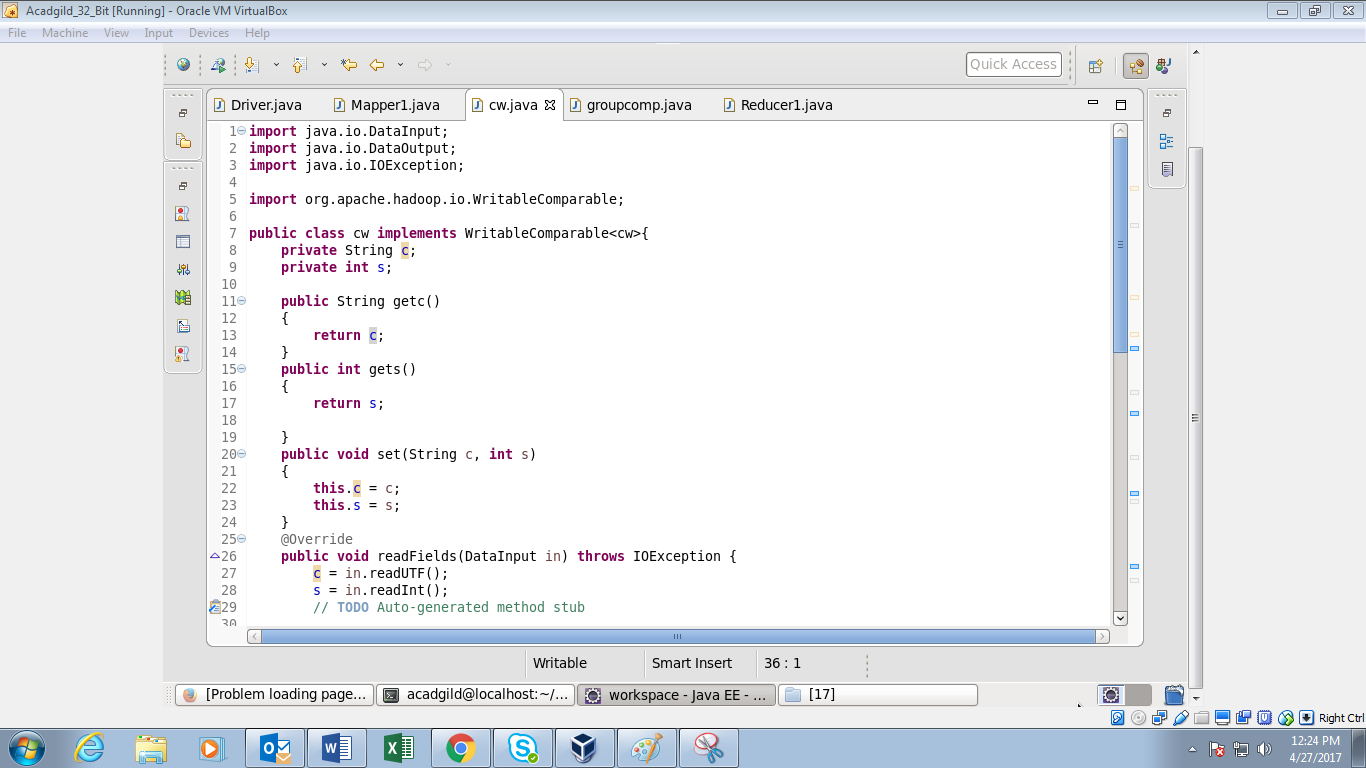 Acadgild_32_Bit [Running] - Oracle VM VirtualBox
File Machine View Input Devices Help
Quick Access
Driver.java Mapper1.java cw.java groupcomp.java Reducer1.java
1 import java.io.DataInput;
2 import java.io.DataOutput;
3 import java.io.IOException;
4
5 import org.apache.hadoop.io.WritableComparable;
6
7 public class cw implements WritableComparable<cw>{
8 private String c;
9 private int s;
10
11 public String getc()
12 {
13 return c;
14 }
15 public int gets()
16 {
17 return s;
18
19 }
20 public void set(String c, int s)
21 {
22 this.c = c;
23 this.s = s;
24 }
25 @Override
26 public void readFields(DataInput in) throws IOException {
27 c = in.readUTF();
28 s = in.readInt();
29 // TODO Auto-generated method stub
30
Writable Smart Insert 36 : 1
[Problem loading page... acadgild@localhost:~/... workspace - Java EE - ... [17]
Right Ctrl
12:24 PM
4/27/2017